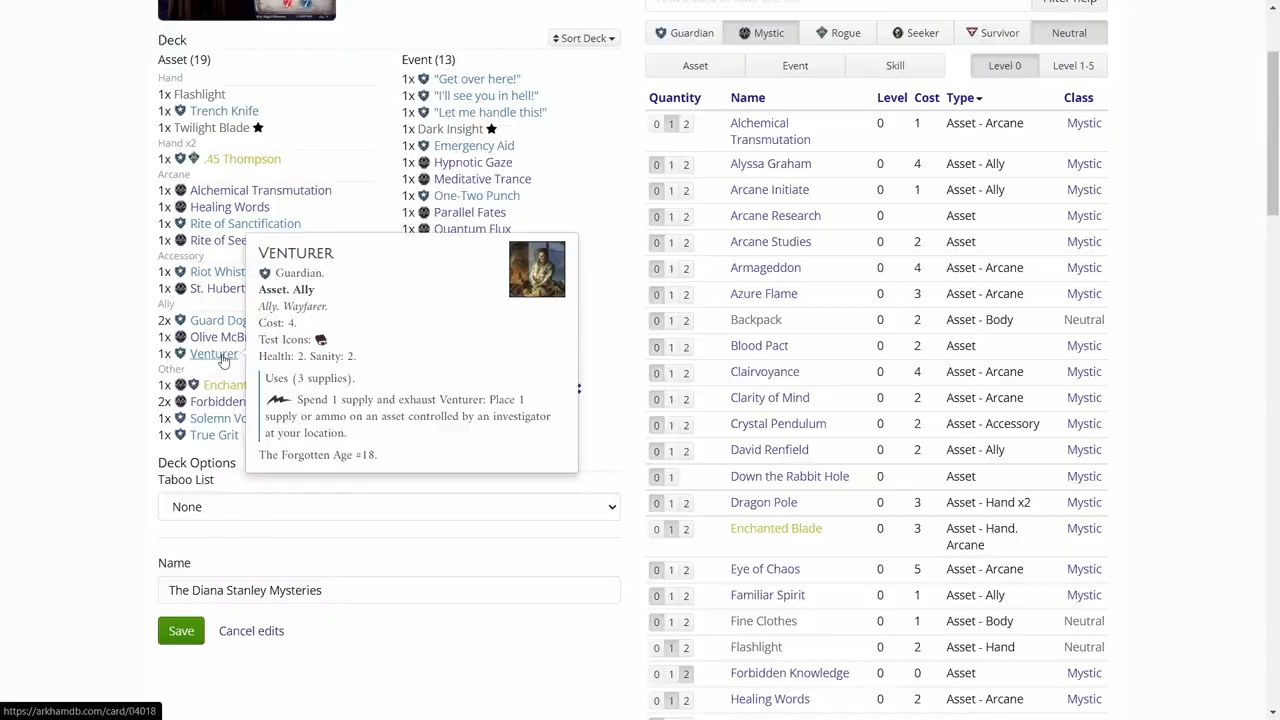 Deck
Sort Deck
Asset (19)
Hand
1x Flashlight
1x Trench Knife
1x Twilight Blade ★
Hand x2
1x .45 Thompson
Arcane
1x Alchemical Transmutation
1x Healing Words
1x Rite of Sanctification
1x Rite of See
Accessory
1x Riot Whist
1x St. Hubert
Ally
2x Guard Dog
1x Olive McB
1x Venturer
Other
1x Enchant
2x Forbidden
1x Solemn Vo
1x True Grit
Event (13)
1x "Get over here!"
1x "I'll see you in hell!"
1x "Let me handle this!"
1x Dark Insight ★
1x Emergency Aid
1x Hypnotic Gaze
1x Meditative Trance
1x One-Two Punch
1x Parallel Fates
1x Quantum Flux
Venturer
Guardian.
Asset. Ally
Ally. Wayfarer.
Cost: 4.
Test Icons:
Health: 2. Sanity: 2.
Uses (3 supplies).
Spend 1 supply and exhaust Venturer: Place 1
supply or ammo on an asset controlled by an investigator
at your location.
The Forgotten Age #18.
Deck Options
Taboo List
None
Name
The Diana Stanley Mysteries
Save Cancel edits
https://arkhamdb.com/card/04018
Guardian Mystic Rogue Seeker Survivor Neutral
Asset Event Skill Level 0 Level 1-5
Quantity Name Level Cost Type Class
0 1 2 Alchemical Transmutation 0 1 Asset - Arcane Mystic
0 1 2 Alyssa Graham 0 4 Asset - Ally Mystic
0 1 2 Arcane Initiate 0 1 Asset - Ally Mystic
0 1 2 Arcane Research 0 Asset Mystic
0 1 2 Arcane Studies 0 2 Asset Mystic
0 1 2 Armageddon 0 4 Asset - Arcane Mystic
0 1 2 Azure Flame 0 3 Asset - Arcane Mystic
0 1 2 Backpack 0 2 Asset - Body Neutral
0 1 2 Blood Pact 0 2 Asset Mystic
0 1 2 Clairvoyance 0 4 Asset - Arcane Mystic
0 1 2 Clarity of Mind 0 2 Asset - Arcane Mystic
0 1 2 Crystal Pendulum 0 2 Asset - Accessory Mystic
0 1 2 David Renfield 0 2 Asset - Ally Mystic
0 1 Down the Rabbit Hole 0 Asset Mystic
0 1 2 Dragon Pole 0 3 Asset - Hand x2 Mystic
0 1 2 Enchanted Blade 0 3 Asset - Hand. Arcane Mystic
0 1 2 Eye of Chaos 0 5 Asset - Arcane Mystic
0 1 2 Familiar Spirit 0 1 Asset - Ally Mystic
0 1 2 Fine Clothes 0 1 Asset - Body Neutral
0 1 2 Flashlight 0 2 Asset - Hand Neutral
0 1 2 Forbidden Knowledge 0 0 Asset Mystic
0 1 2 Healing Words 0 2 Asset - Arcane Mystic